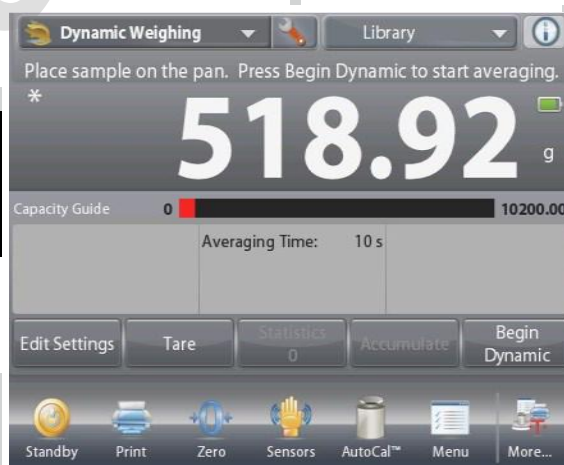 Dynamic Weighing Library
Place sample on the pan. Press Begin Dynamic to start averaging.
* 518.92 g
Capacity Guide 0 10200.00
Averaging Time: 10 s
Edit Settings Tare Statistics 0 Accumulate Begin Dynamic
Standby Print Zero Sensors AutoCal™ Menu More...